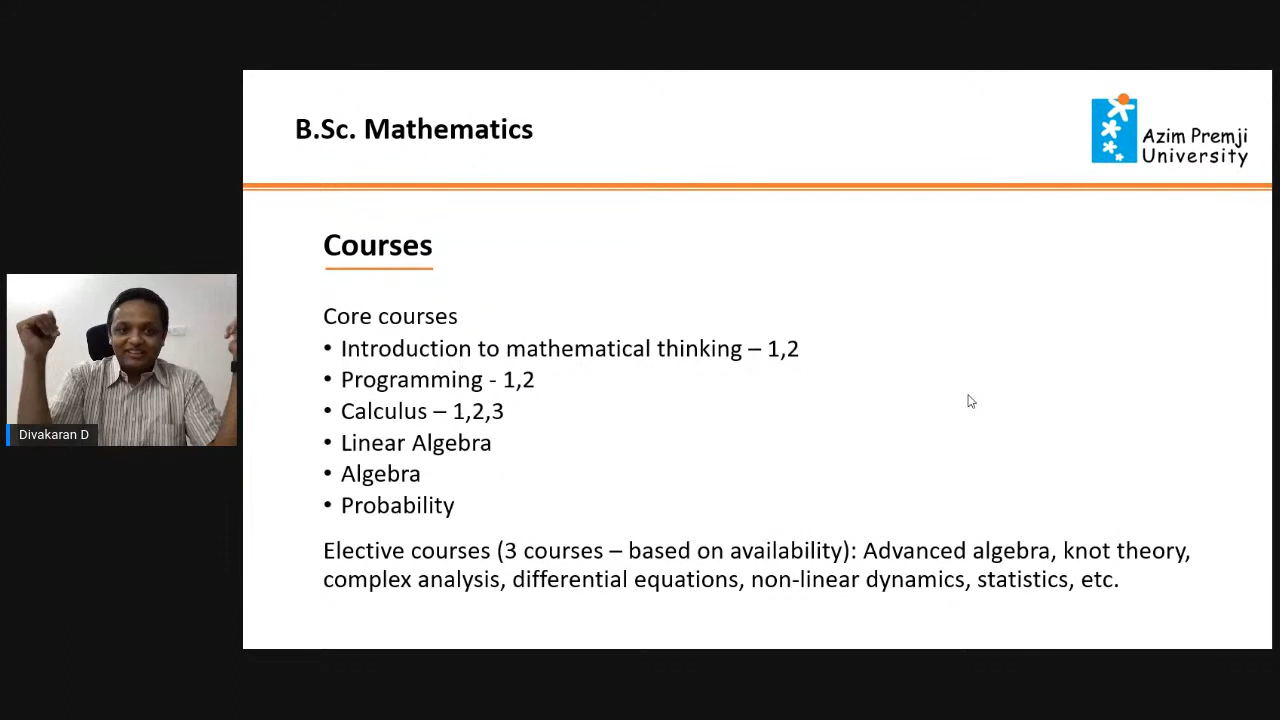 B.Sc. Mathematics
Azim Premji
University
Courses
Core courses
• Introduction to mathematical thinking – 1,2
• Programming - 1,2
• Calculus – 1,2,3
• Linear Algebra
• Algebra
• Probability
Elective courses (3 courses – based on availability): Advanced algebra, knot theory,
complex analysis, differential equations, non-linear dynamics, statistics, etc.
Divakaran D